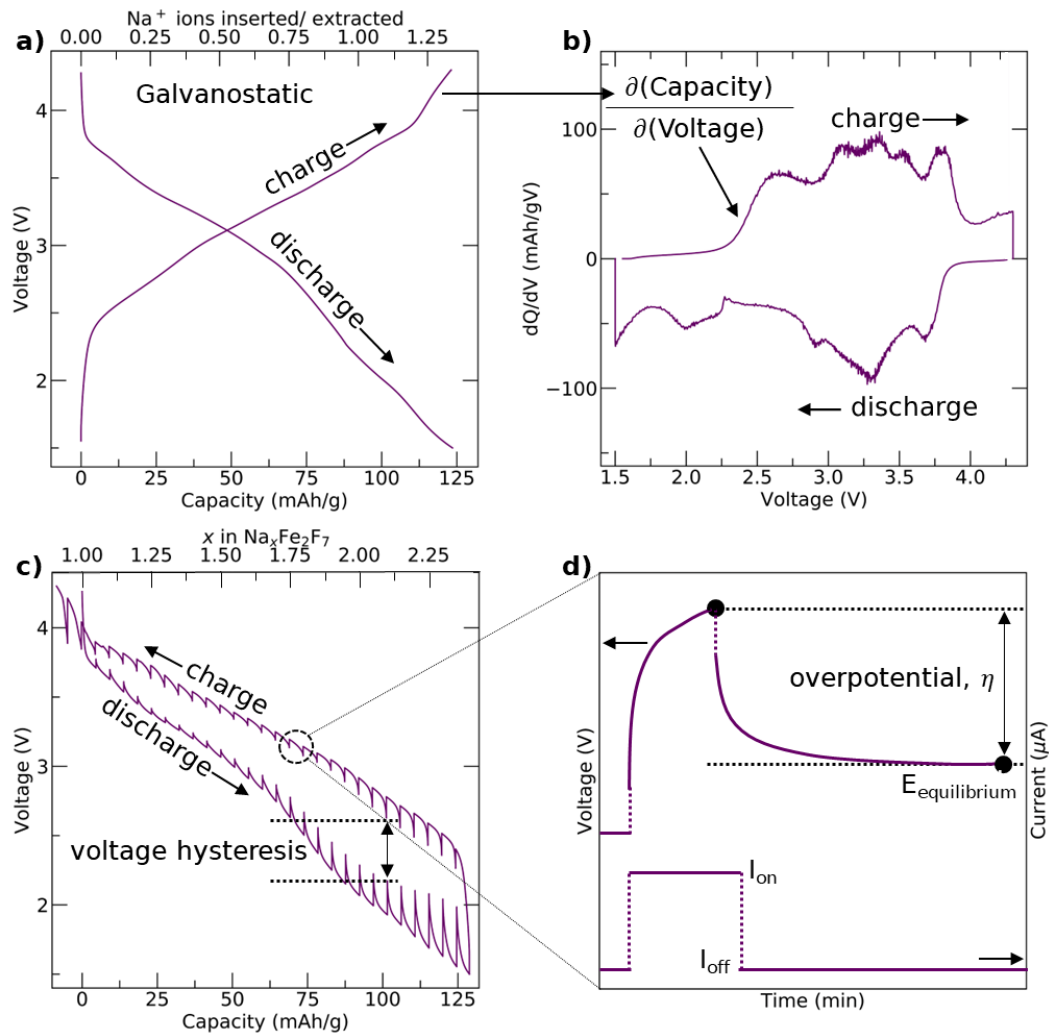 a)
Na⁺ ions inserted/ extracted
0.00 0.25 0.50 0.75 1.00 1.25
Galvanostatic
charge
discharge
4
3
2
Voltage (V)
0 25 50 75 100 125
Capacity (mAh/g)
b)
∂(Capacity)
∂(Voltage)
charge
discharge
100
0
−100
dQ/dV (mAh/gV)
1.5 2.0 2.5 3.0 3.5 4.0
Voltage (V)
c)
x in NaₓFe₂F₇
1.00 1.25 1.50 1.75 2.00 2.25
charge
discharge
voltage hysteresis
4
3
2
Voltage (V)
0 25 50 75 100 125
Capacity (mAh/g)
d)
overpotential, η
E_equilibrium
I_on
I_off
Voltage (V)
Current (μA)
Time (min)